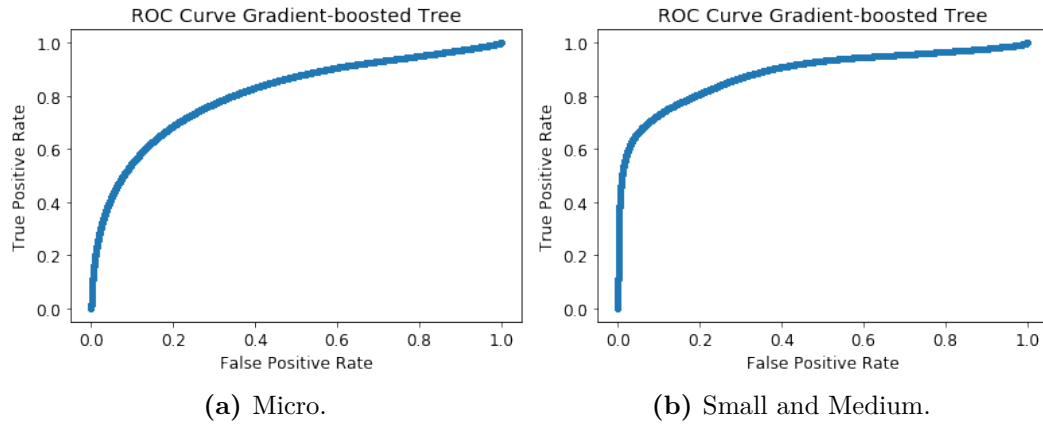 ROC Curve Gradient-boosted Tree
True Positive Rate
1.0
0.8
0.6
0.4
0.2
0.0
0.0 0.2 0.4 0.6 0.8 1.0
False Positive Rate
(a) Micro.
ROC Curve Gradient-boosted Tree
True Positive Rate
1.0
0.8
0.6
0.4
0.2
0.0
0.0 0.2 0.4 0.6 0.8 1.0
False Positive Rate
(b) Small and Medium.